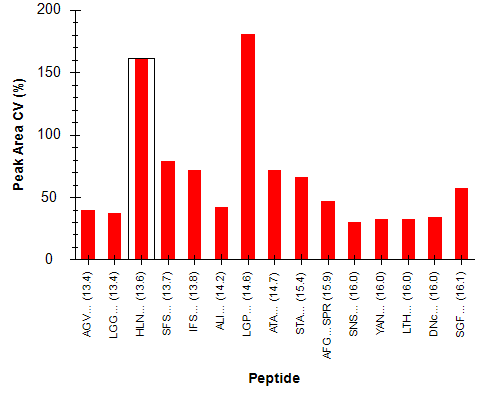 200
150
100
50
0
Peak Area CV (%)
AGV... (13.4)
LGG... (13.4)
HLN... (13.6)
SFS... (13.7)
IFS... (13.8)
ALI... (14.2)
LGP... (14.6)
ATA... (14.7)
STA... (15.4)
AFG...SPR (15.9)
SNS... (16.0)
YAN... (16.0)
LTH... (16.0)
DNc... (16.0)
SGF... (16.1)
Peptide